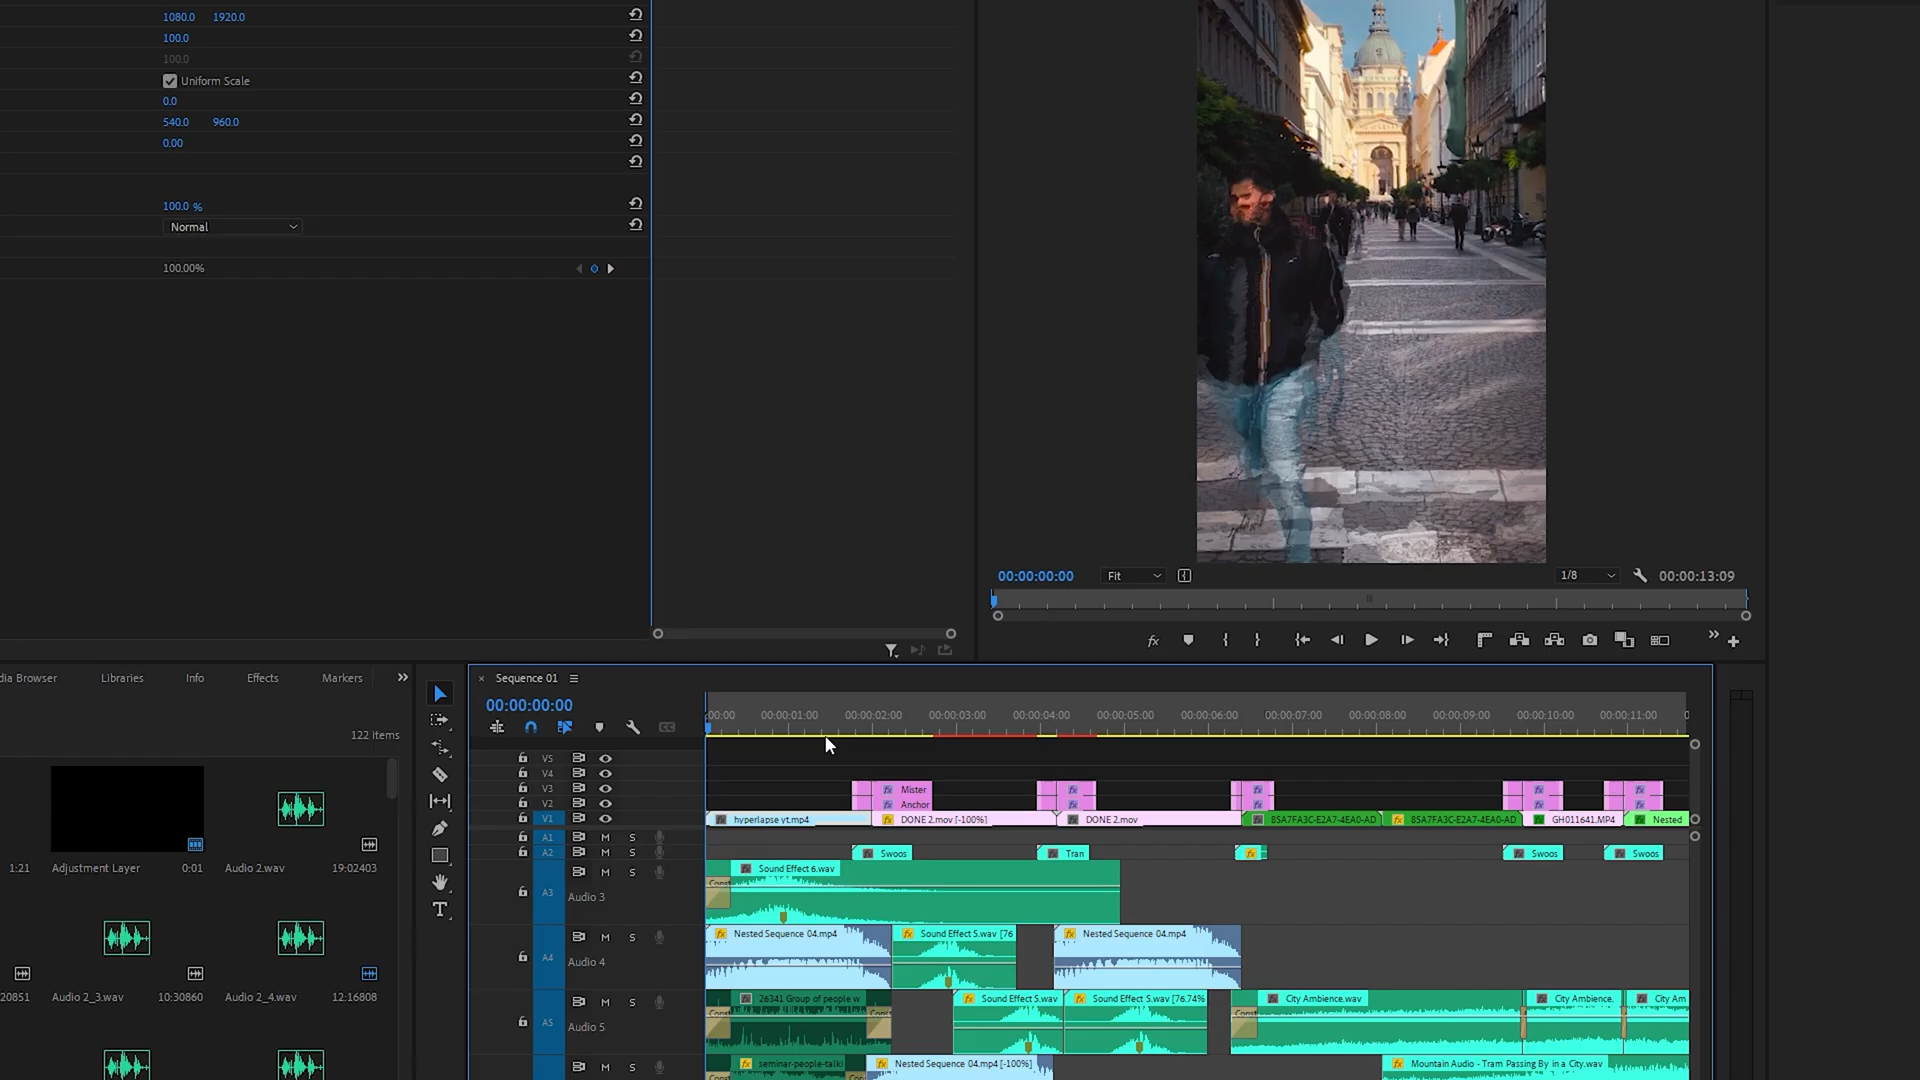 1080.0 1920.0
100.0
100.0
Uniform Scale
0.0
540.0 960.0
0.00
100.0 %
Normal
100.00%
00:00:00:00 Fit 1/8 00:00:13:09
dia Browser Libraries Info Effects Markers
122 items
1:21 Adjustment Layer 0:01 Audio 2.wav 19:02403
20851 Audio 2_3.wav 10:30860 Audio 2_4.wav 12:16808
Sequence 01
00:00:00:00
:00:00 00:00:01:00 00:00:02:00 00:00:03:00 00:00:04:00 00:00:05:00 00:00:06:00 00:00:07:00 00:00:08:00 00:00:09:00 00:00:10:00 00:00:11:00 0
V5
V4
V3 Mister
V2 Anchor
V1 hyperlapse yt.mp4 DONE 2.mov [-100%] DONE 2.mov 8SA7FA3C-E2A7-4EA0-AD 8SA7FA3C-E2A7-4EA0-AD GH011641.MP4 Nested
A1 M S
A2 M S Swoos Tran Swoos Swoos
M S Sound Effect 6.wav
A3 Audio 3 Const
M S Nested Sequence 04.mp4 Sound Effect 5.wav [76 Nested Sequence 04.mp4
A4 Audio 4
M S 26341 Group of people w Sound Effect 5.wav Sound Effect 5.wav [76.74% City Ambience.wav City Ambience. City Am
A5 Audio 5 Const Const Const
M S seminar-people-talki Nested Sequence 04.mp4 [-100%] Mountain Audio - Tram Passing By in a City.wav